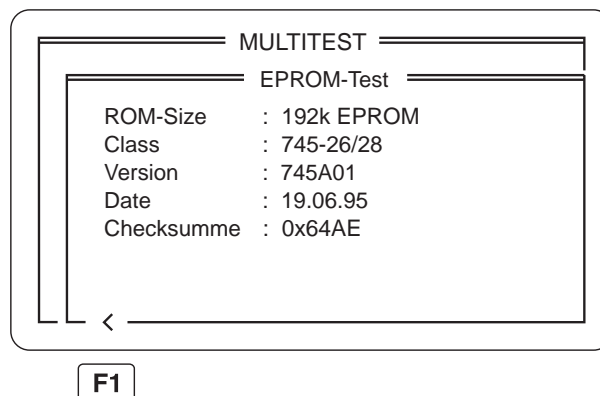 MULTITEST
EPROM-Test
ROM-Size : 192k EPROM
Class : 745-26/28
Version : 745A01
Date : 19.06.95
Checksumme : 0x64AE
<
F1